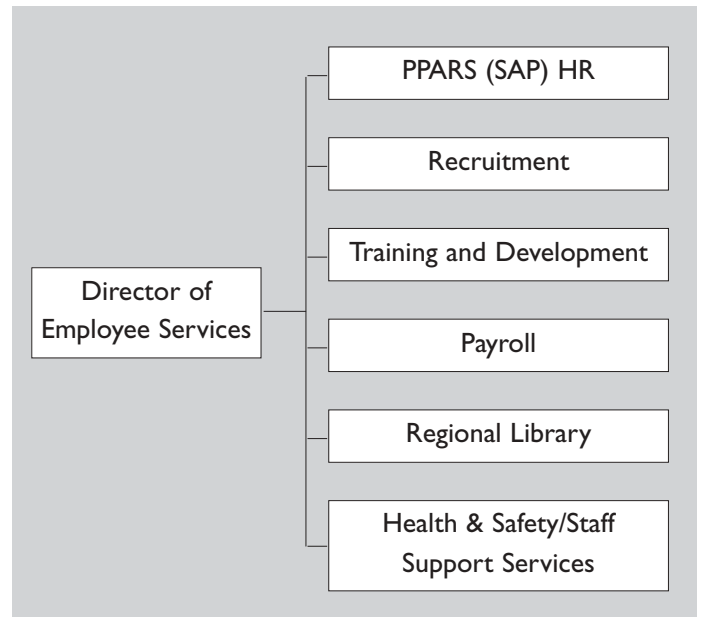 PPARS (SAP) HR
Recruitment
Training and Development
Director of
Employee Services
Payroll
Regional Library
Health & Safety/Staff
Support Services